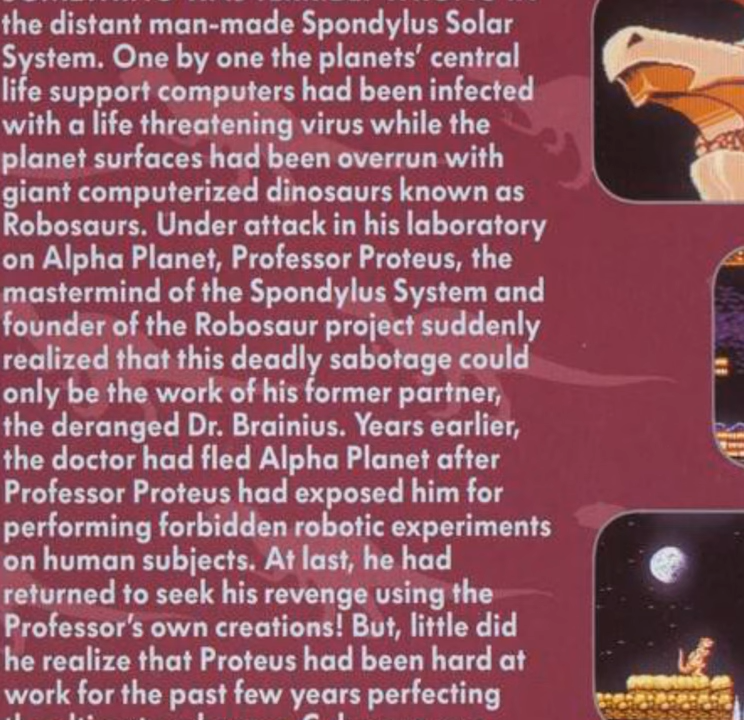 the distant man-made Spondylus Solar
System. One by one the planets' central
life support computers had been infected
with a life threatening virus while the
planet surfaces had been overrun with
giant computerized dinosaurs known as
Robosaurs. Under attack in his laboratory
on Alpha Planet, Professor Proteus, the
mastermind of the Spondylus System and
founder of the Robosaur project suddenly
realized that this deadly sabotage could
only be the work of his former partner,
the deranged Dr. Brainius. Years earlier,
the doctor had fled Alpha Planet after
Professor Proteus had exposed him for
performing forbidden robotic experiments
on human subjects. At last, he had
returned to seek his revenge using the
Professor's own creations! But, little did
he realize that Proteus had been hard at
work for the past few years perfecting